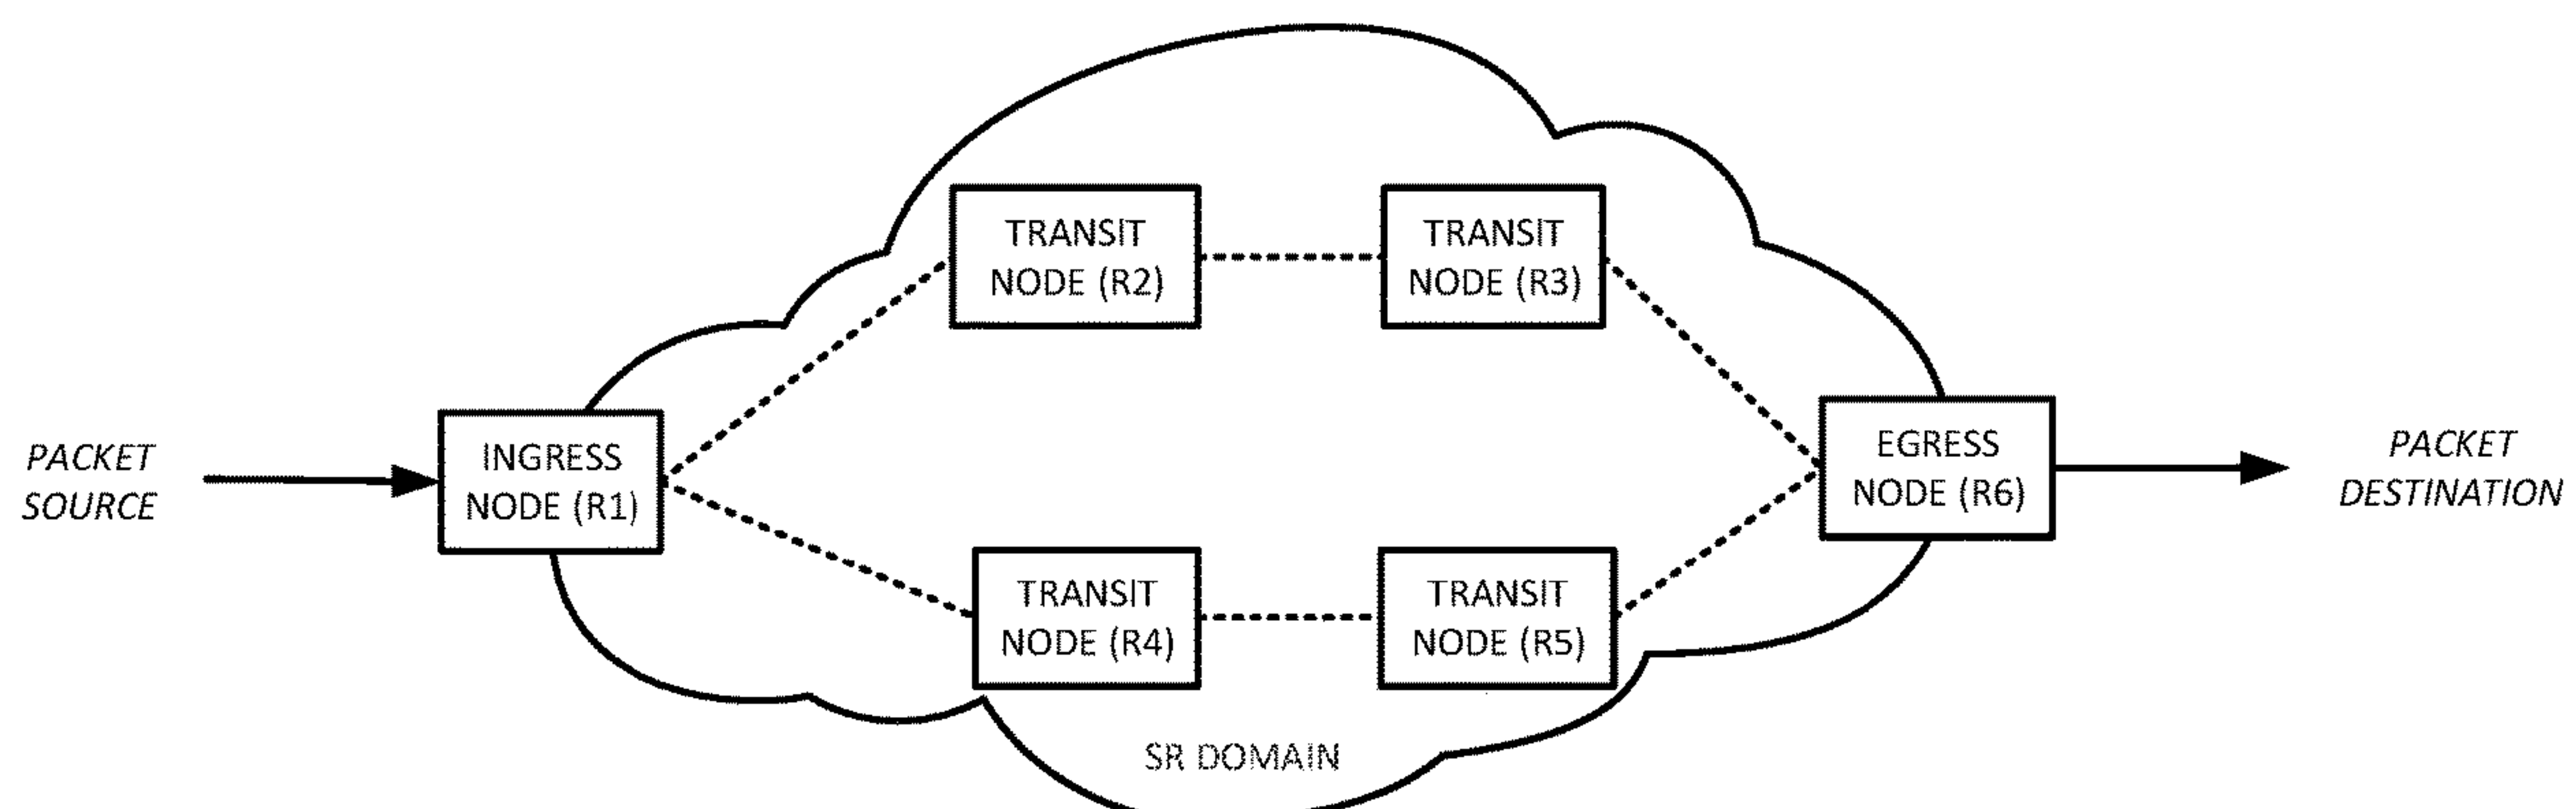 TRANSIT
NODE (R2)
TRANSIT
NODE (R3)
PACKET
SOURCE
INGRESS
NODE (R1)
EGRESS
NODE (R6)
PACKET
DESTINATION
TRANSIT
NODE (R4)
TRANSIT
NODE (R5)
SR DOMAIN